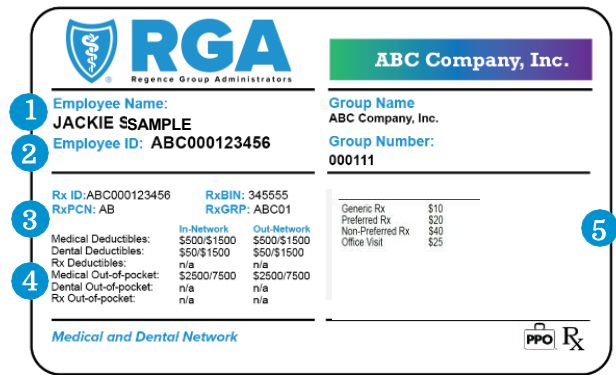 RGA
Regence Group Administrators
ABC Company, Inc.
1
Employee Name:
JACKIE SSAMPLE
2
Employee ID: ABC000123456
Group Name
ABC Company, Inc.
Group Number:
000111
Rx ID:ABC000123456 RxBIN: 345555
3
RxPCN: AB RxGRP: ABC01
In-Network Out-Network
Medical Deductibles: $500/$1500 $500/$1500
Dental Deductibles: $50/$1500 $50/$1500
Rx Deductibles: n/a n/a
4
Medical Out-of-pocket: $2500/7500 $2500/7500
Dental Out-of-pocket: n/a n/a
Rx Out-of-pocket: n/a n/a
Generic Rx $10
Preferred Rx $20
Non-Preferred Rx $40
Office Visit $25
5
Medical and Dental Network
PPO Rx